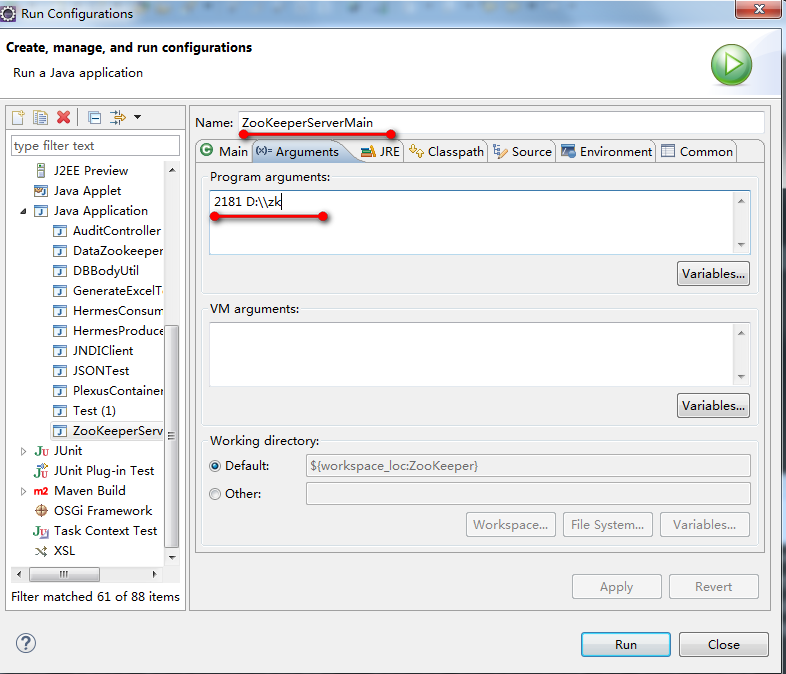 Run Configurations
Create, manage, and run configurations
Run a Java application
type filter text
J2EE Preview
Java Applet
Java Application
AuditController
DataZookeeper
DBBodyUtil
GenerateExcelT
HermesConsum
HermesProduce
JNDIClient
JSONTest
PlexusContainer
Test (1)
ZooKeeperServ
JUnit
JUnit Plug-in Test
Maven Build
OSGi Framework
Task Context Test
XSL
Filter matched 61 of 88 items
Name: ZooKeeperServerMain
Main (x)= Arguments JRE Classpath Source Environment Common
Program arguments:
2181 D:\\zk
Variables...
VM arguments:
Variables...
Working directory:
Default: ${workspace_loc:ZooKeeper}
Other:
Workspace... File System... Variables...
Apply Revert
Run Close